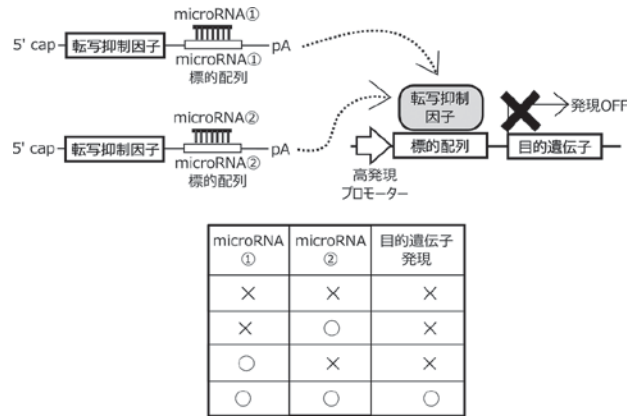 microRNA①
5' cap 転写抑制因子 pA
microRNA①
標的配列
microRNA②
5' cap 転写抑制因子 pA
microRNA②
標的配列
転写抑制
因子
発現OFF
標的配列 目的遺伝子
高発現
プロモーター
microRNA
①
microRNA
②
目的遺伝子
発現
× × ×
× ○ ×
○ × ×
○ ○ ○